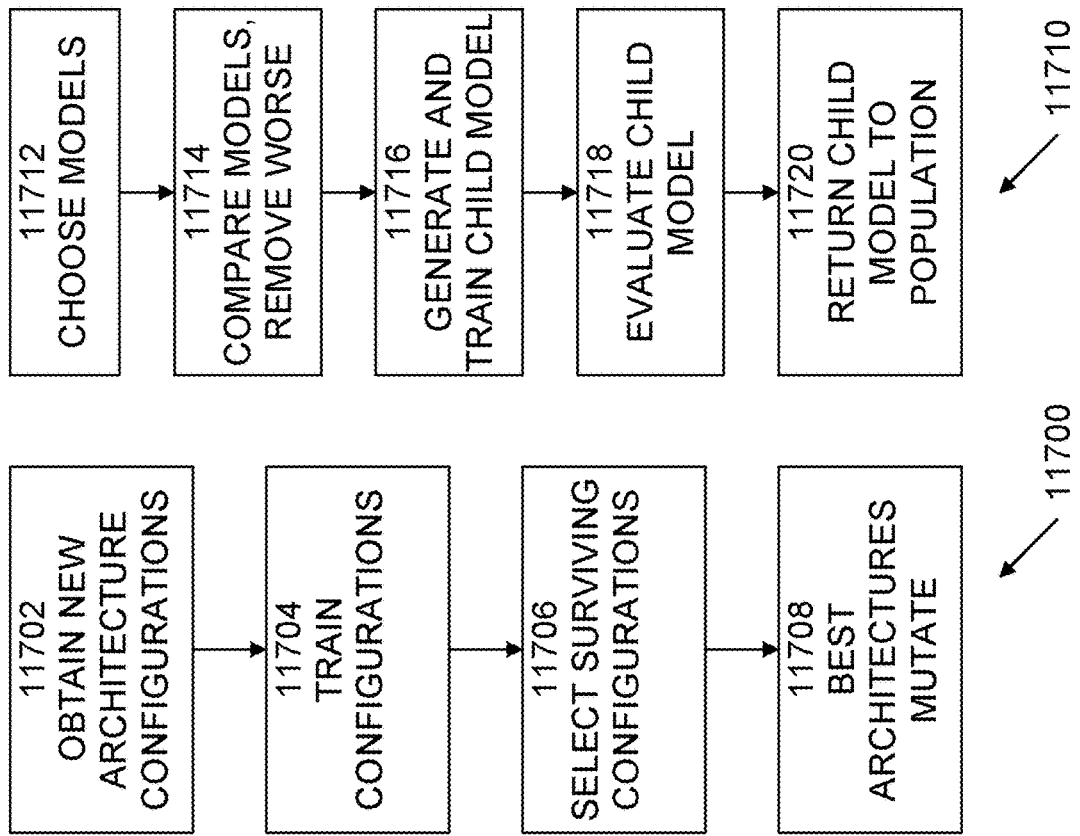 11702
OBTAIN NEW
ARCHITECTURE
CONFIGURATIONS
11704
TRAIN
CONFIGURATIONS
11706
SELECT SURVIVING
CONFIGURATIONS
11708
BEST
ARCHITECTURES
MUTATE
11700
11712
CHOOSE MODELS
11714
COMPARE MODELS,
REMOVE WORSE
11716
GENERATE AND
TRAIN CHILD MODEL
11718
EVALUATE CHILD
MODEL
11720
RETURN CHILD
MODEL TO
POPULATION
11710